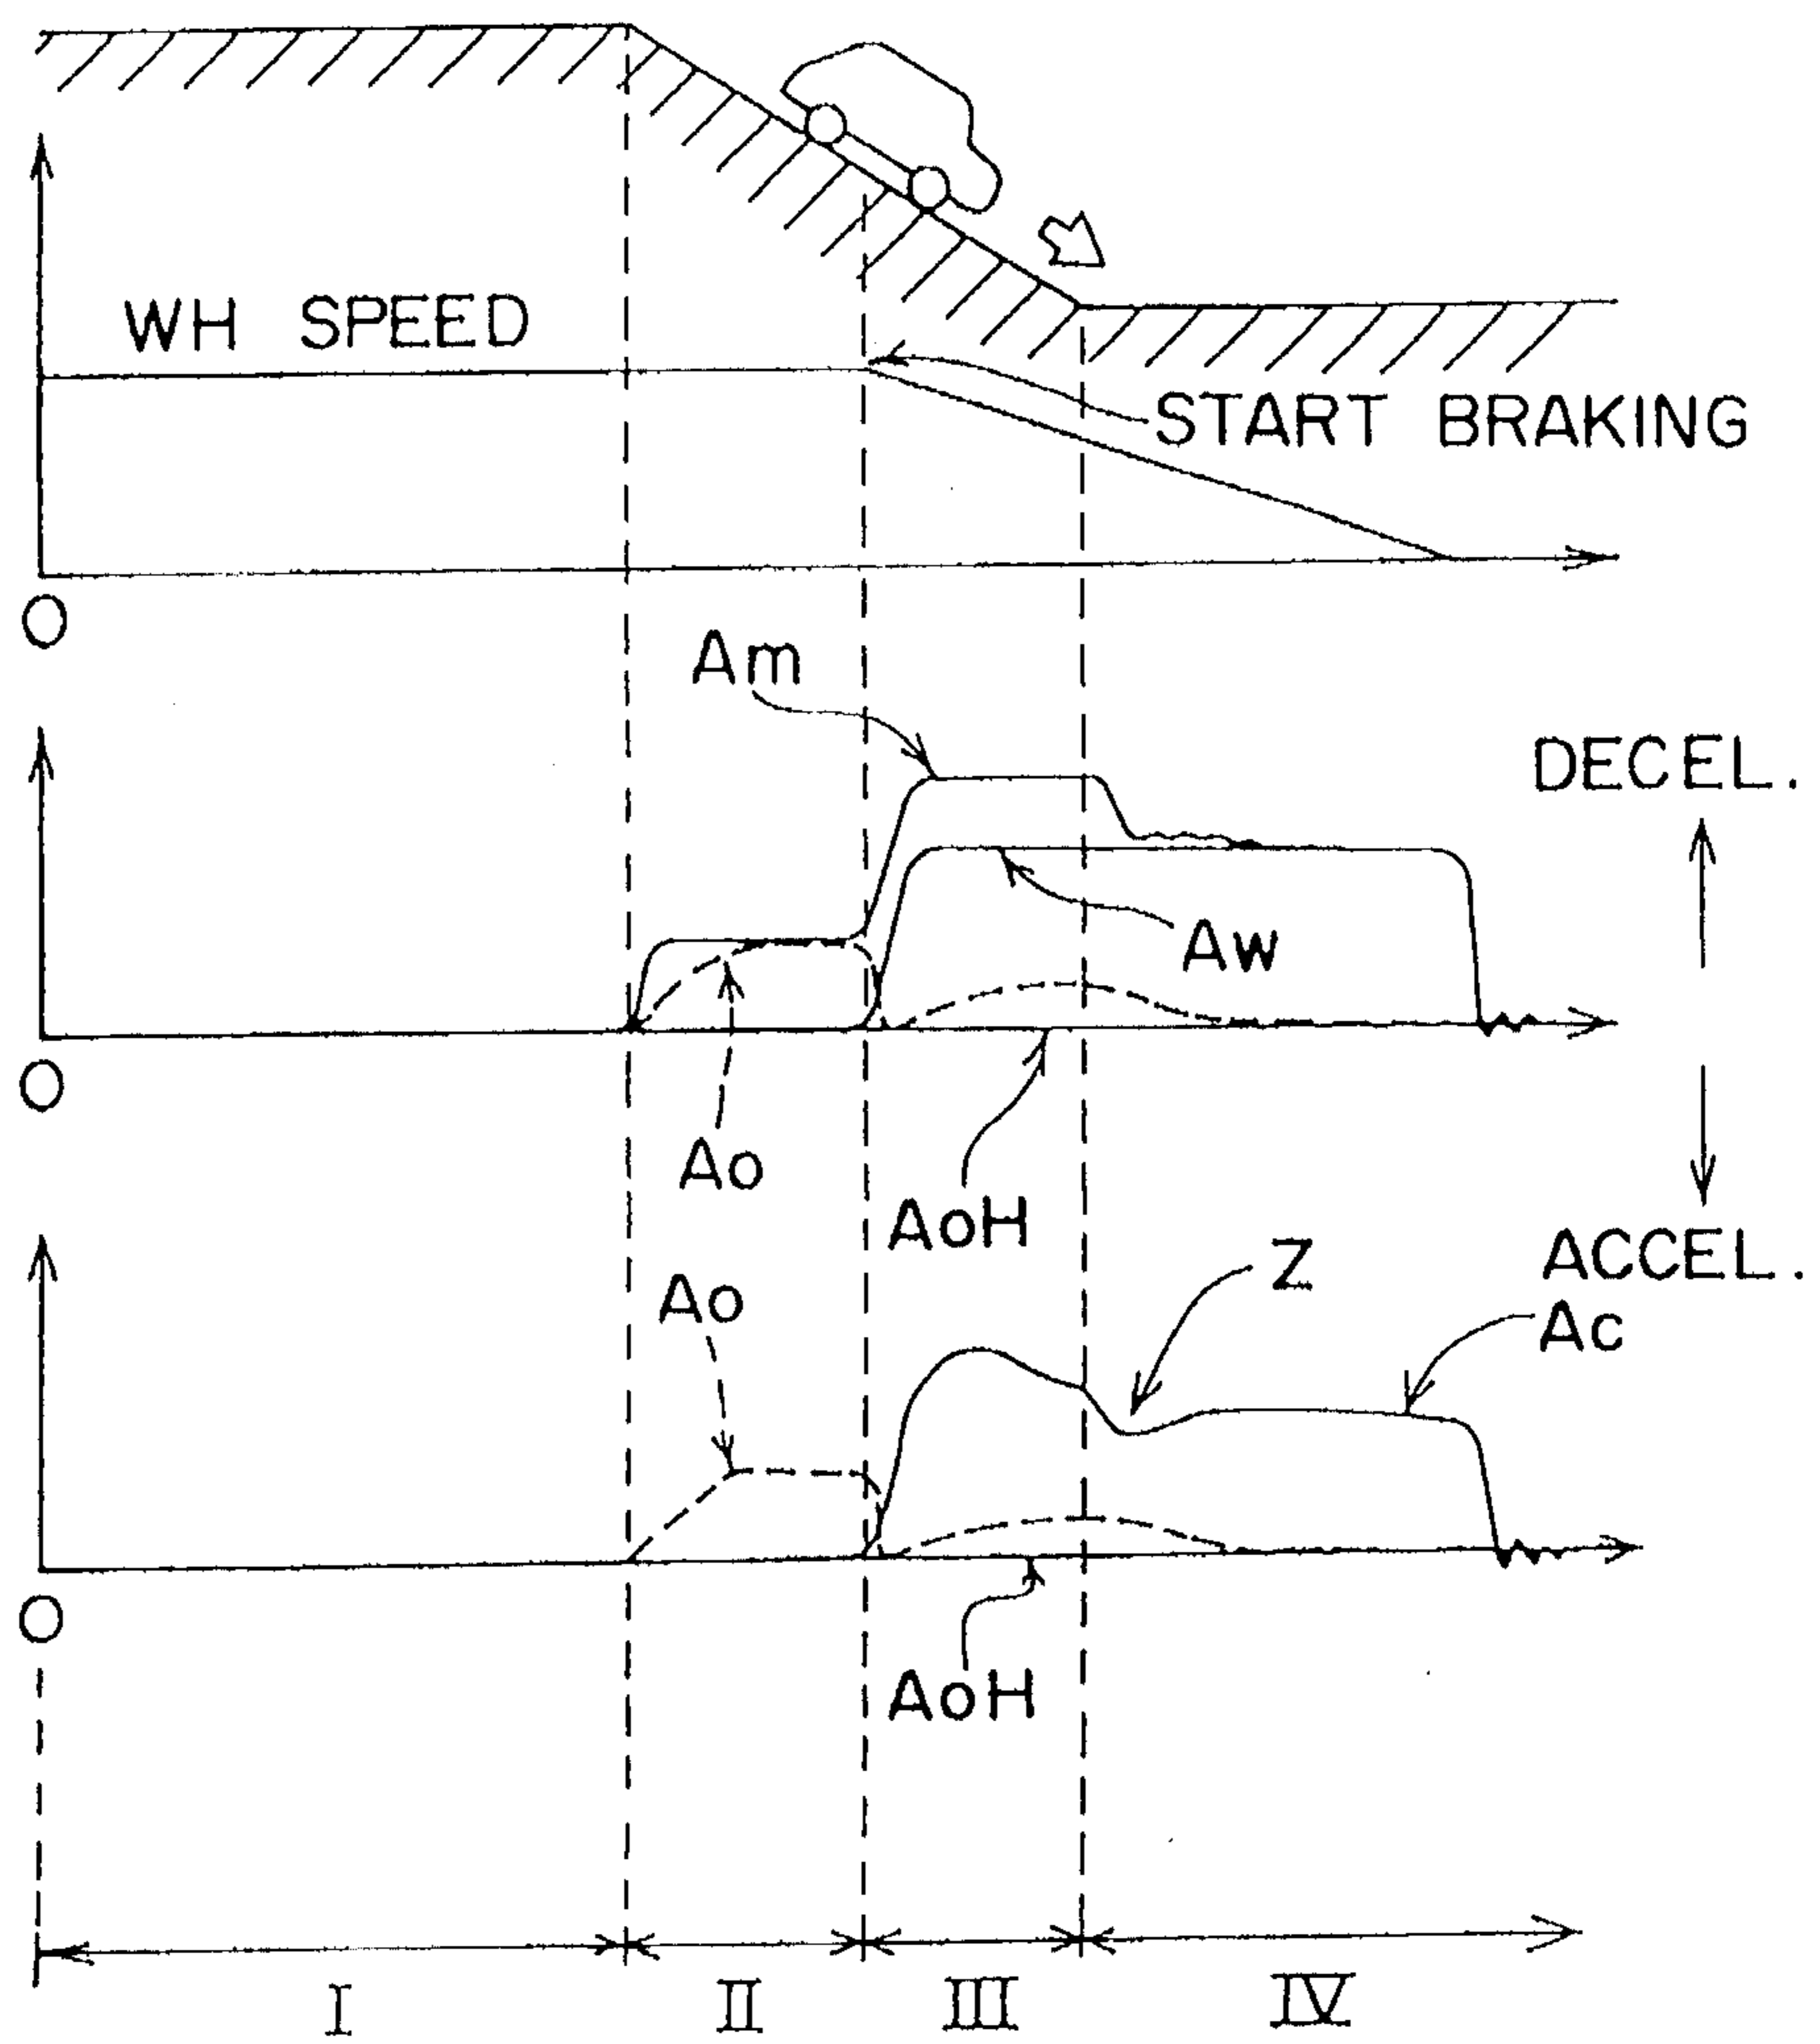 WH SPEED
START BRAKING
O
Am
DECEL.
Aw
O
Ao
AoH
ACCEL.
Z
Ao
Ac
O
AoH
I
II
III
IV